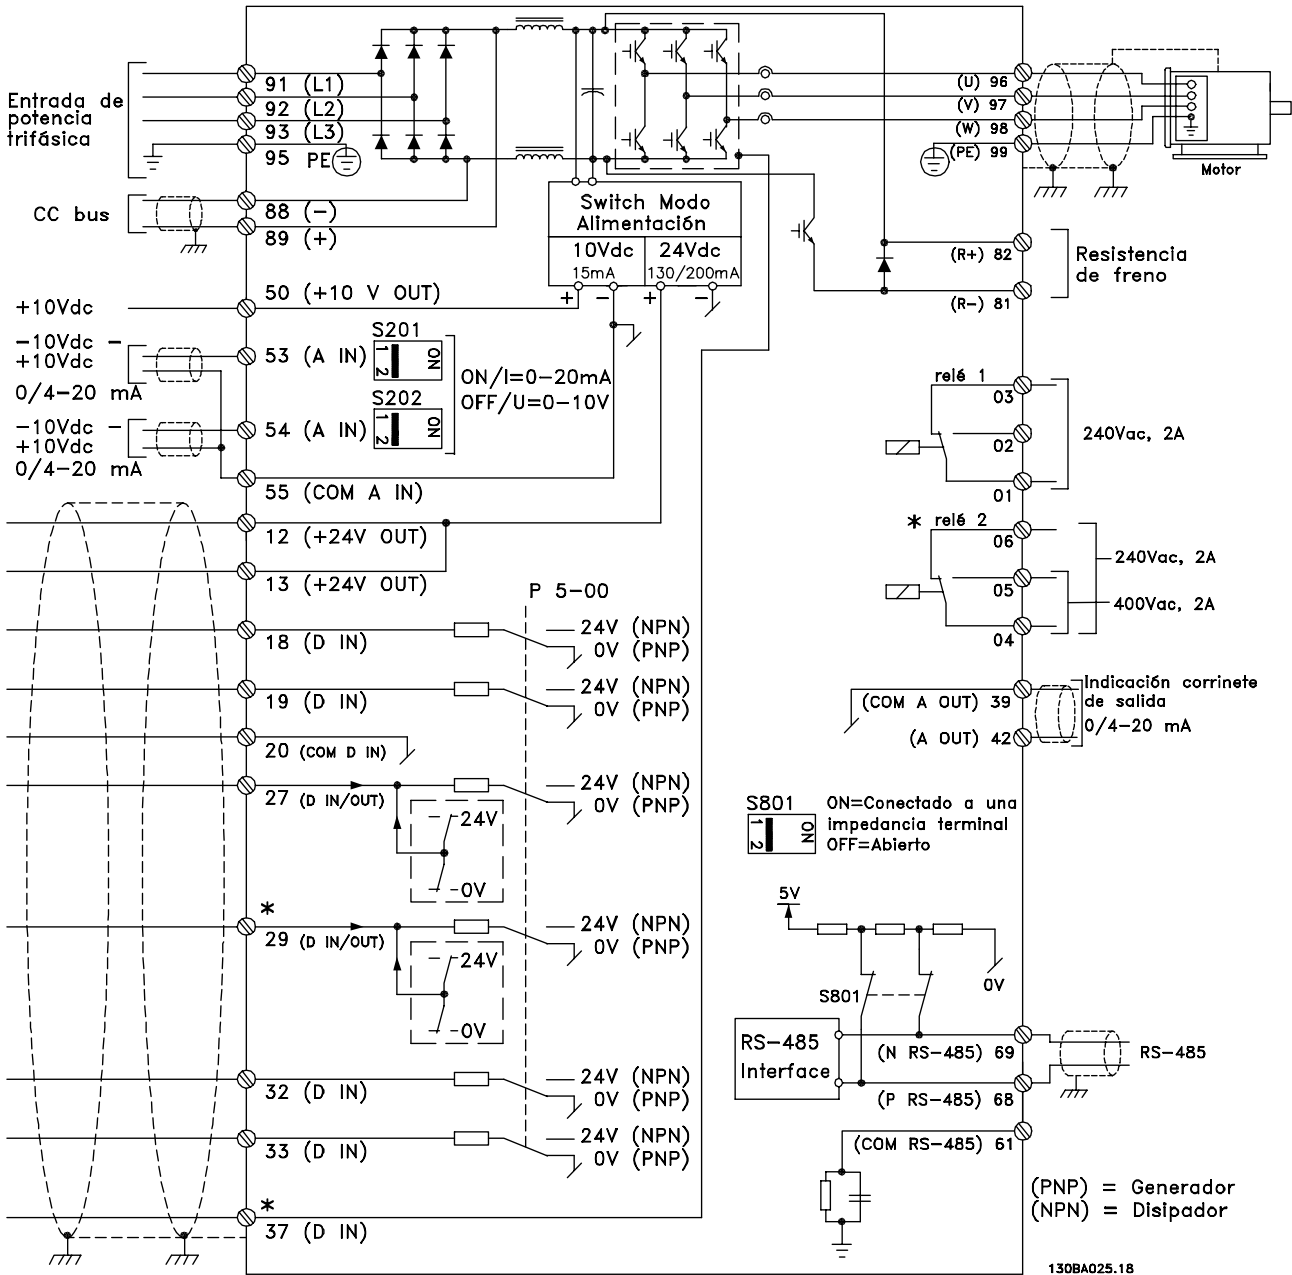 Entrada de
potencia
trifásica
91 (L1)
92 (L2)
93 (L3)
95 PE
CC bus
88 (−)
89 (+)
Switch Modo
Alimentación
10Vdc
15mA
24Vdc
130/200mA
+ − + −
(U) 96
(V) 97
(W) 98
(PE) 99
Motor
(R+) 82
(R−) 81
Resistencia
de freno
+10Vdc
50 (+10 V OUT)
−10Vdc −
+10Vdc
0/4−20 mA
53 (A IN)
S201
1 2
ON
ON/I=0−20mA
OFF/U=0−10V
−10Vdc −
+10Vdc
0/4−20 mA
54 (A IN)
S202
1 2
ON
55 (COM A IN)
12 (+24V OUT)
13 (+24V OUT)
P 5-00
18 (D IN)
24V (NPN)
0V (PNP)
19 (D IN)
24V (NPN)
0V (PNP)
20 (COM D IN)
27 (D IN/OUT)
24V (NPN)
0V (PNP)
24V
0V
*
29 (D IN/OUT)
24V (NPN)
0V (PNP)
24V
0V
32 (D IN)
24V (NPN)
0V (PNP)
33 (D IN)
24V (NPN)
0V (PNP)
*
37 (D IN)
relé 1
03
02
01
240Vac, 2A
* relé 2
06
05
04
240Vac, 2A
400Vac, 2A
(COM A OUT) 39
(A OUT) 42
Indicación corrinete
de salida
0/4−20 mA
S801
1 2
ON
ON=Conectado a una
impedancia terminal
OFF=Abierto
5V
S801
0V
RS−485
Interface
(N RS−485) 69
(P RS−485) 68
RS−485
(COM RS−485) 61
(PNP) = Generador
(NPN) = Disipador
130BA025.18